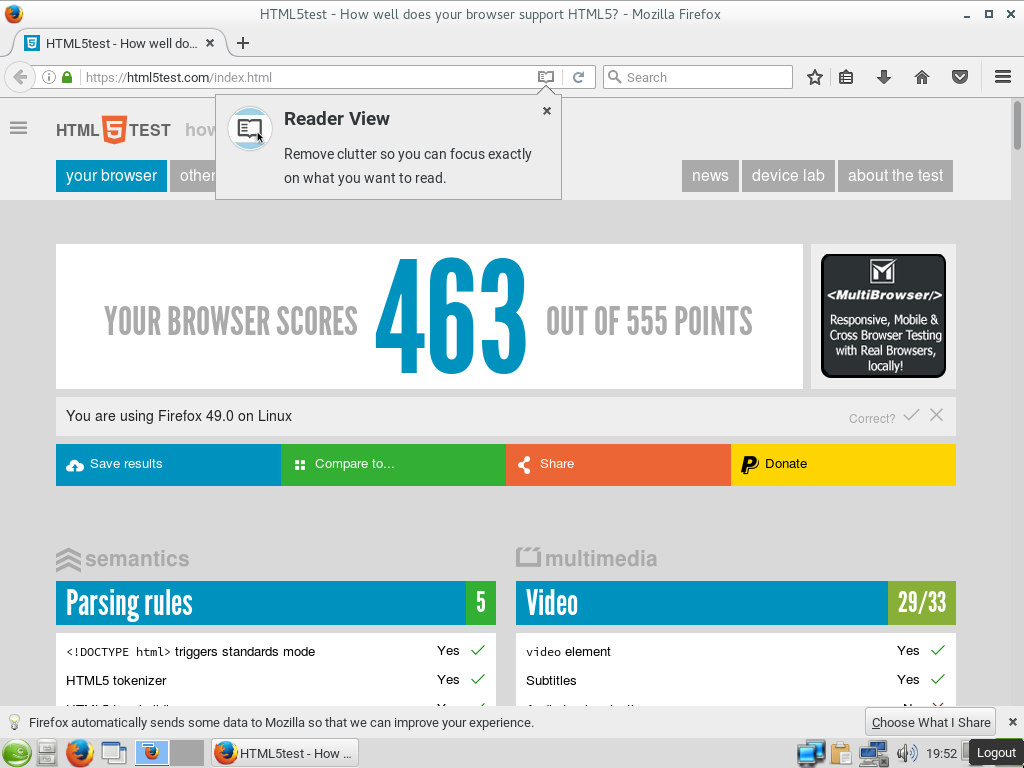 HTML5test - How well does your browser support HTML5? - Mozilla Firefox
HTML5test - How well do...
https://html5test.com/index.html
Search
Reader View
Remove clutter so you can focus exactly
on what you want to read.
HTML 5 TEST how
your browser other
news device lab about the test
YOUR BROWSER SCORES 463 OUT OF 555 POINTS
<MultiBrowser/>
Responsive, Mobile &
Cross Browser Testing
with Real Browsers,
locally!
You are using Firefox 49.0 on Linux
Correct?
Save results Compare to... Share Donate
semantics
Parsing rules 5
<!DOCTYPE html> triggers standards mode Yes
HTML5 tokenizer Yes
multimedia
Video 29/33
video element Yes
Subtitles Yes
Firefox automatically sends some data to Mozilla so that we can improve your experience.
Choose What I Share
HTML5test - How ...
19:52
Logout